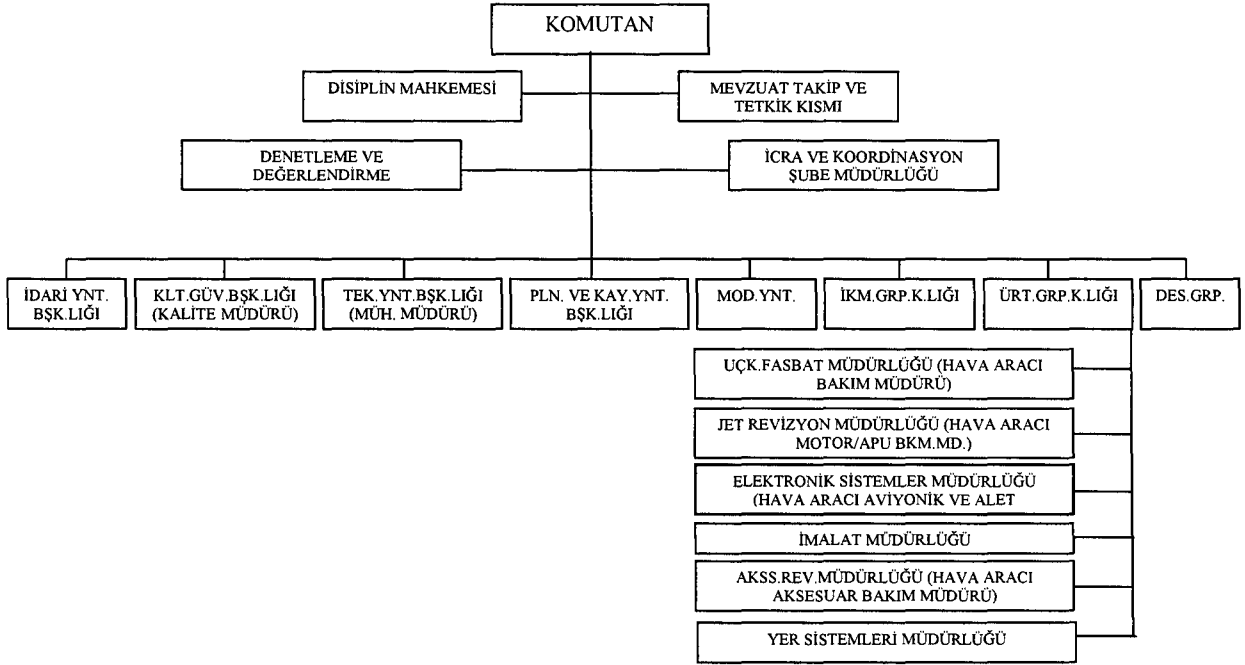 KOMUTAN
DİSİPLİN MAHKEMESİ
MEVZUAT TAKİP VE
TETKİK KISMI
DENETLEME VE
DEĞERLENDİRME
İCRA VE KOORDİNASYON
ŞUBE MÜDÜRLÜĞÜ
İDARİ YNT.
BŞK.LIĞI
KLT.GÜV.BŞK.LIĞI
(KALİTE MÜDÜRÜ)
TEK.YNT.BŞK.LIĞI
(MÜH. MÜDÜRÜ)
PLN. VE KAY.YNT.
BŞK.LIĞI
MOD.YNT.
İKM.GRP.K.LIĞI
ÜRT.GRP.K.LIĞI
DES.GRP.
UÇK.FASBAT MÜDÜRLÜĞÜ (HAVA ARACI
BAKIM MÜDÜRÜ)
JET REVİZYON MÜDÜRLÜĞÜ (HAVA ARACI
MOTOR/APU BKM.MD.)
ELEKTRONİK SİSTEMLER MÜDÜRLÜĞÜ
(HAVA ARACI AVİYONİK VE ALET
İMALAT MÜDÜRLÜĞÜ
AKSS.REV.MÜDÜRLÜĞÜ (HAVA ARACI
AKSESUAR BAKIM MÜDÜRÜ)
YER SİSTEMLERİ MÜDÜRLÜĞÜ